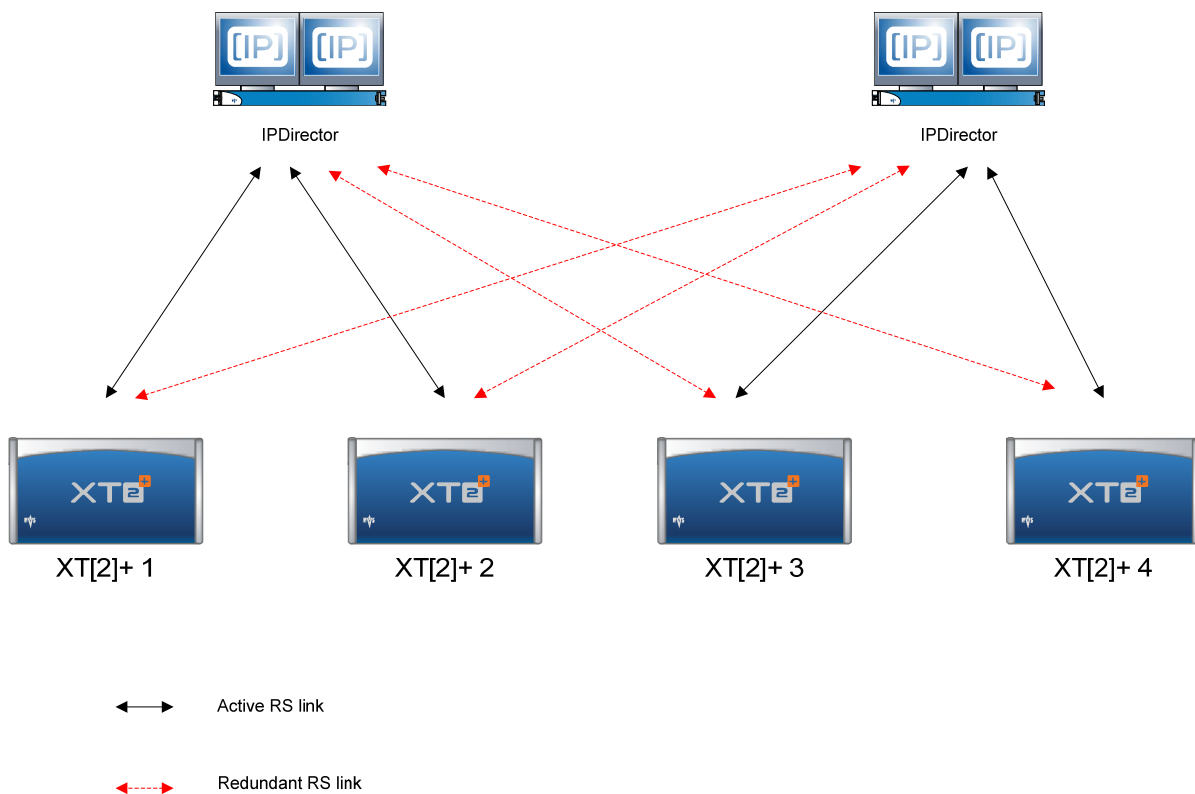 [IP] [IP]
[IP] [IP]
IPDirector
IPDirector
XT2+
XT2+
XT2+
XT2+
XT[2]+ 1
XT[2]+ 2
XT[2]+ 3
XT[2]+ 4
Active RS link
Redundant RS link